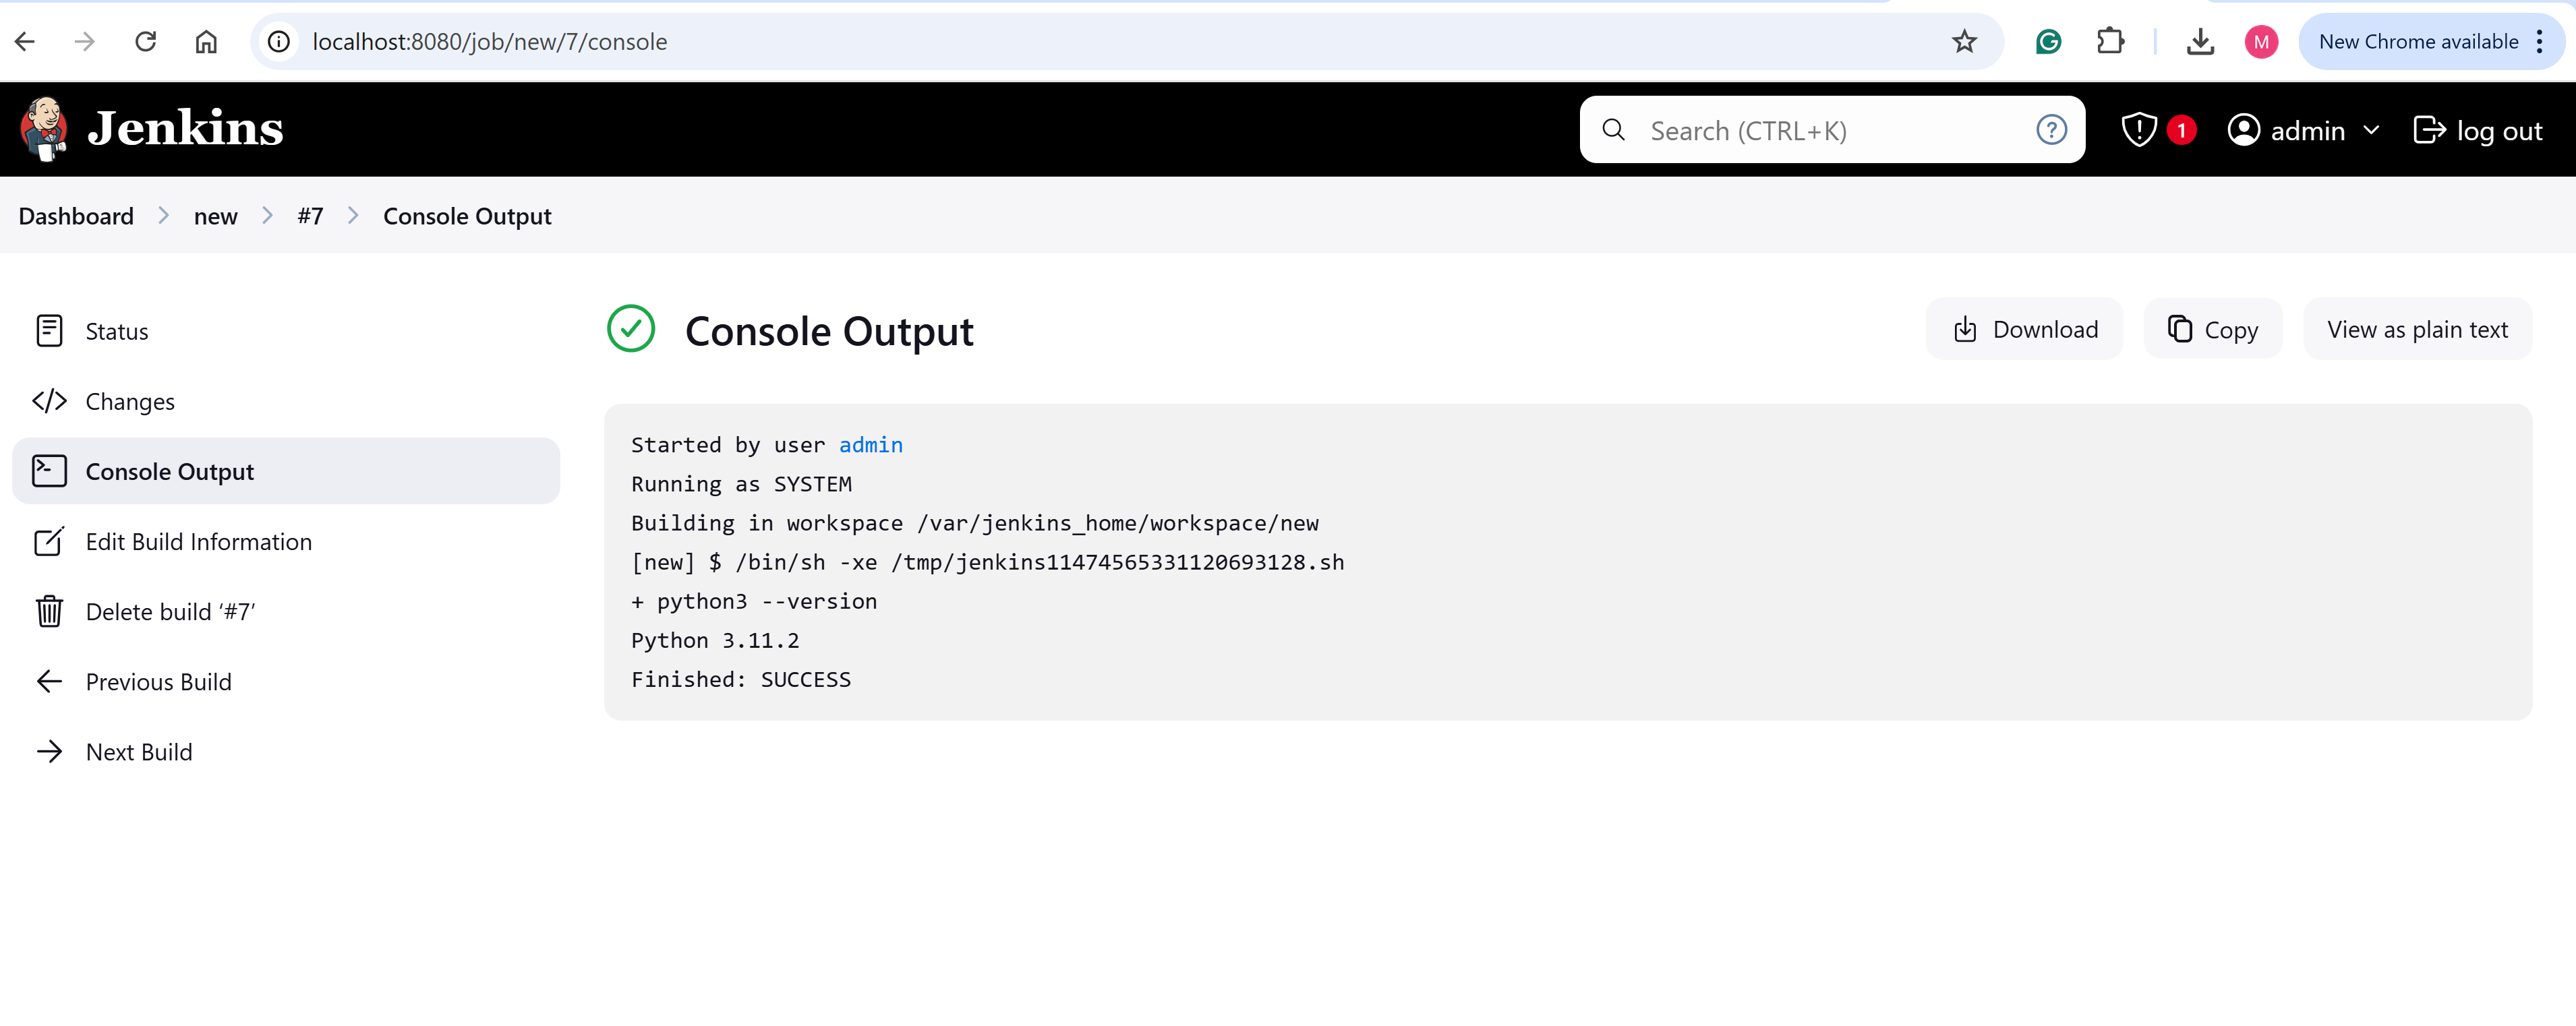 localhost:8080/job/new/7/console
M
New Chrome available
Jenkins
Search (CTRL+K)
?
1
admin
log out
Dashboard
new
#7
Console Output
Status
Changes
Console Output
Edit Build Information
Delete build ‘#7’
Previous Build
Next Build
Console Output
Download
Copy
View as plain text
Started by user admin
Running as SYSTEM
Building in workspace /var/jenkins_home/workspace/new
[new] $ /bin/sh -xe /tmp/jenkins11474565331120693128.sh
+ python3 --version
Python 3.11.2
Finished: SUCCESS